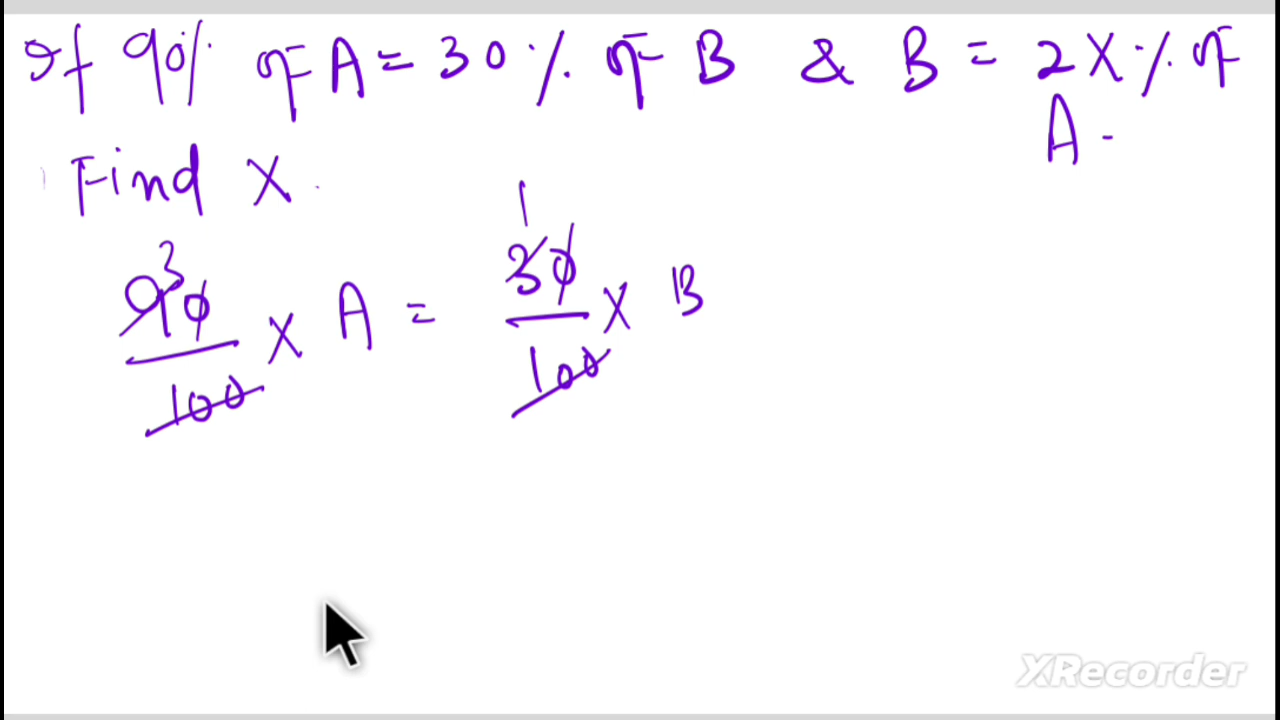 If 90% of A = 30% of B & B = 2x% of
A.
Find x.
3 1
90/100 x A = 30/100 x B
XRecorder